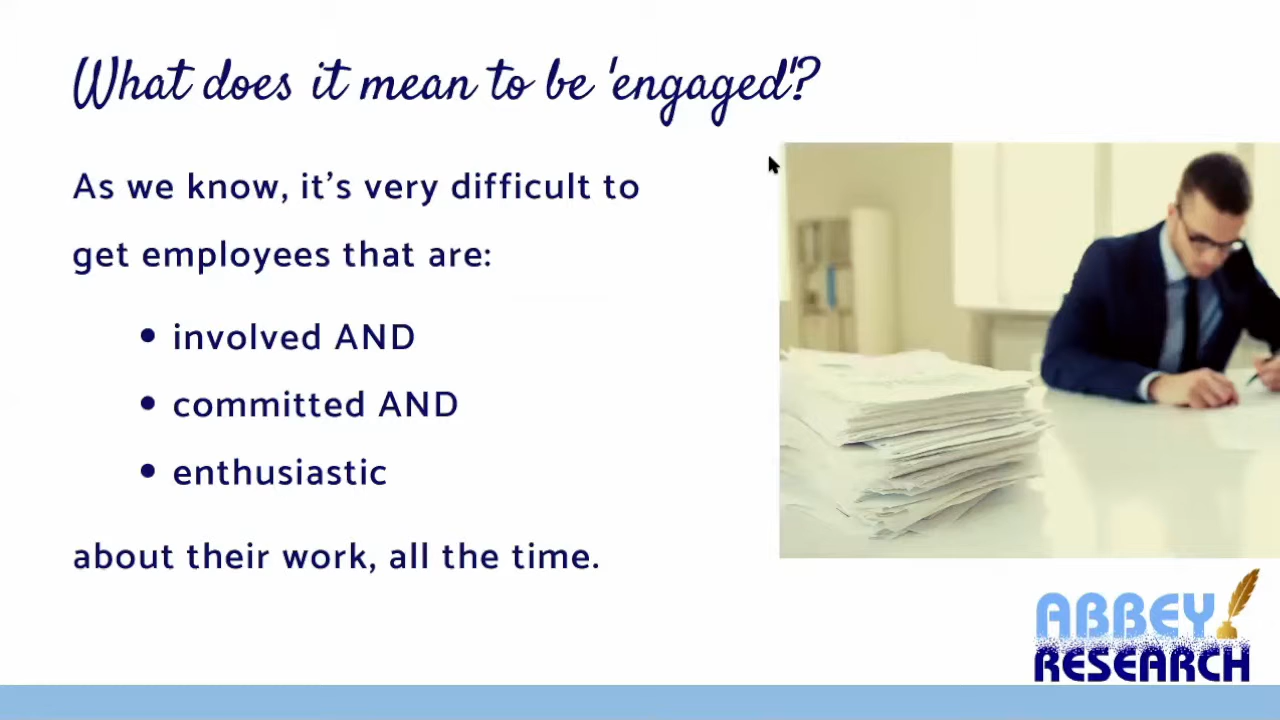 What does it mean to be 'engaged'?
As we know, it’s very difficult to
get employees that are:
• involved AND
• committed AND
• enthusiastic
about their work, all the time.
ABBEY
RESEARCH